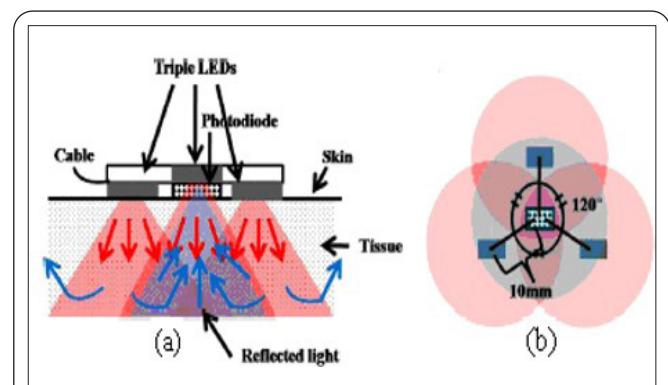 Triple LEDs
Photodiode
Cable
Skin
Tissue
(a)
Reflected light
120°
10mm
(b)